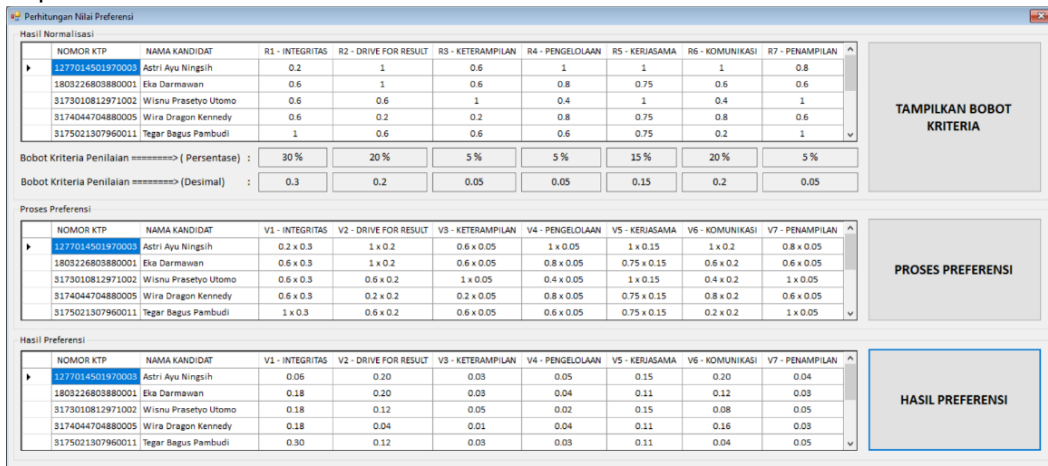 Perhitungan Nilai Preferensi
Hasil Normalisasi
NOMOR KTP NAMA KANDIDAT R1 - INTEGRITAS R2 - DRIVE FOR RESULT R3 - KETERAMPILAN R4 - PENGELOLAAN R5 - KERJASAMA R6 - KOMUNIKASI R7 - PENAMPILAN
1277014501970003 Astri Ayu Ningsih 0.2 1 0.6 1 1 1 0.8
1803226803880001 Eka Darmawan 0.6 1 0.6 0.8 0.75 0.6 0.6
3173010812971002 Wisnu Prasetyo Utomo 0.6 0.6 1 0.4 1 0.4 1
3174044704880005 Wira Dragon Kennedy 0.6 0.2 0.2 0.8 0.75 0.8 0.6
3175021307960011 Tegar Bagus Pambudi 1 0.6 0.6 0.6 0.75 0.2 1
TAMPILKAN BOBOT
KRITERIA
Bobot Kriteria Penilaian ========> ( Persentase) : 30 % 20 % 5 % 5 % 15 % 20 % 5 %
Bobot Kriteria Penilaian ========> (Desimal) : 0.3 0.2 0.05 0.05 0.15 0.2 0.05
Proses Preferensi
NOMOR KTP NAMA KANDIDAT V1 - INTEGRITAS V2 - DRIVE FOR RESULT V3 - KETERAMPILAN V4 - PENGELOLAAN V5 - KERJASAMA V6 - KOMUNIKASI V7 - PENAMPILAN
1277014501970003 Astri Ayu Ningsih 0.2 x 0.3 1 x 0.2 0.6 x 0.05 1 x 0.05 1 x 0.15 1 x 0.2 0.8 x 0.05
1803226803880001 Eka Darmawan 0.6 x 0.3 1 x 0.2 0.6 x 0.05 0.8 x 0.05 0.75 x 0.15 0.6 x 0.2 0.6 x 0.05
3173010812971002 Wisnu Prasetyo Utomo 0.6 x 0.3 0.6 x 0.2 1 x 0.05 0.4 x 0.05 1 x 0.15 0.4 x 0.2 1 x 0.05
3174044704880005 Wira Dragon Kennedy 0.6 x 0.3 0.2 x 0.2 0.2 x 0.05 0.8 x 0.05 0.75 x 0.15 0.8 x 0.2 0.6 x 0.05
3175021307960011 Tegar Bagus Pambudi 1 x 0.3 0.6 x 0.2 0.6 x 0.05 0.6 x 0.05 0.75 x 0.15 0.2 x 0.2 1 x 0.05
PROSES PREFERENSI
Hasil Preferensi
NOMOR KTP NAMA KANDIDAT V1 - INTEGRITAS V2 - DRIVE FOR RESULT V3 - KETERAMPILAN V4 - PENGELOLAAN V5 - KERJASAMA V6 - KOMUNIKASI V7 - PENAMPILAN
1277014501970003 Astri Ayu Ningsih 0.06 0.20 0.03 0.05 0.15 0.20 0.04
1803226803880001 Eka Darmawan 0.18 0.20 0.03 0.04 0.11 0.12 0.03
3173010812971002 Wisnu Prasetyo Utomo 0.18 0.12 0.05 0.02 0.15 0.08 0.05
3174044704880005 Wira Dragon Kennedy 0.18 0.04 0.01 0.04 0.11 0.16 0.03
3175021307960011 Tegar Bagus Pambudi 0.30 0.12 0.03 0.03 0.11 0.04 0.05
HASIL PREFERENSI